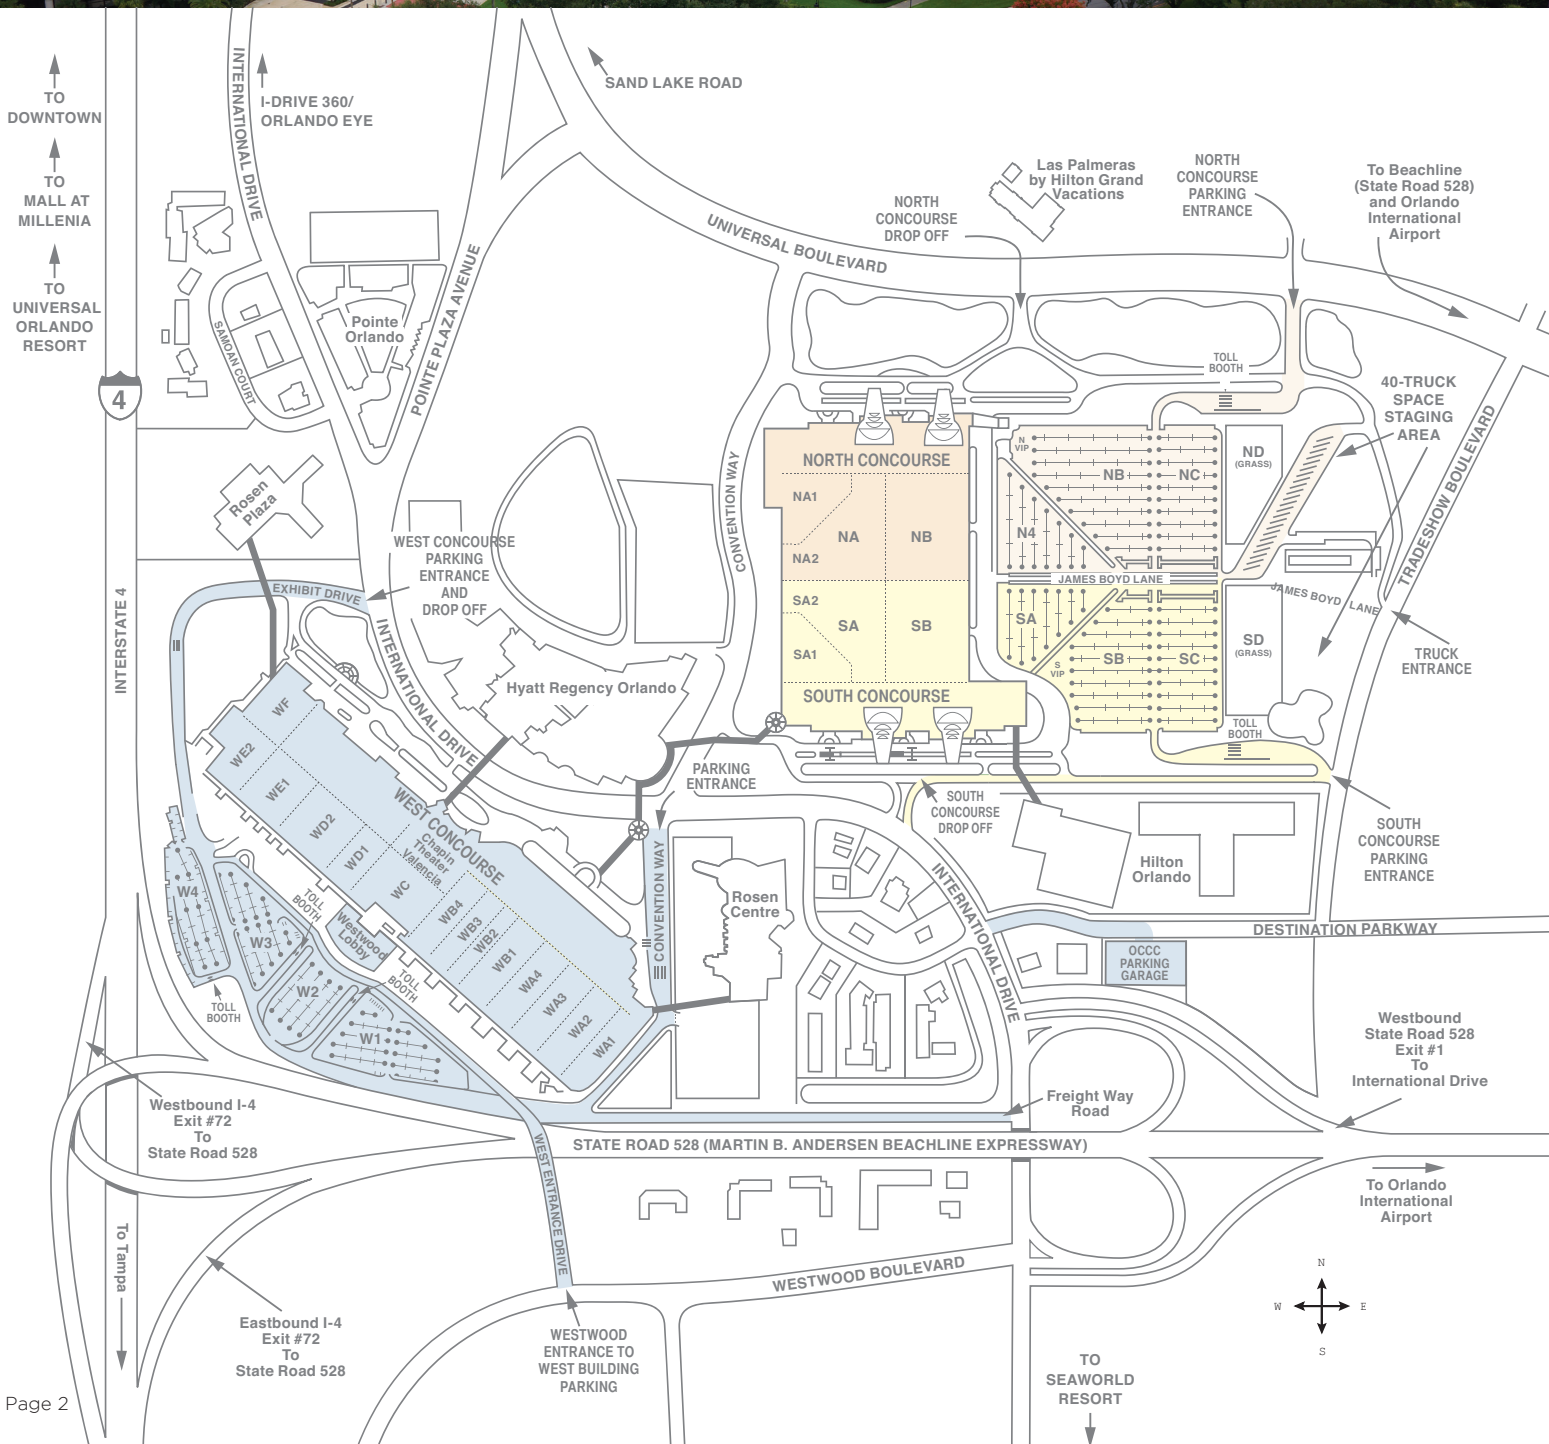 TO
DOWNTOWN
TO
MALL AT
MILLENIA
TO
UNIVERSAL
ORLANDO
RESORT
4
INTERSTATE 4
INTERNATIONAL DRIVE
I-DRIVE 360/
ORLANDO EYE
SAND LAKE ROAD
Las Palmeras
by Hilton Grand
Vacations
NORTH
CONCOURSE
PARKING
ENTRANCE
To Beachline
(State Road 528)
and Orlando
International
Airport
NORTH
CONCOURSE
DROP OFF
UNIVERSAL BOULEVARD
POINTE PLAZA AVENUE
Pointe
Orlando
SAMOAN COURT
TOLL
BOOTH
40-TRUCK
SPACE
STAGING
AREA
TRADESHOW BOULEVARD
CONVENTION WAY
NORTH CONCOURSE
NA1
NA
NA2
NB
N
VIP
NB
NC
ND
(GRASS)
N4
JAMES BOYD LANE
JAMES BOYD LANE
SA2
SA
SA1
SB
SOUTH CONCOURSE
SA
S
VIP
SB
SC
SD
(GRASS)
TRUCK
ENTRANCE
TOLL
BOOTH
Rosen
Plaza
WEST CONCOURSE
PARKING
ENTRANCE
AND
DROP OFF
EXHIBIT DRIVE
INTERNATIONAL DRIVE
Hyatt Regency Orlando
PARKING
ENTRANCE
SOUTH
CONCOURSE
DROP OFF
SOUTH
CONCOURSE
PARKING
ENTRANCE
Hilton
Orlando
WF
WE2
WE1
WD2
WD1
WC
WEST CONCOURSE
Chapin
Theater
Valencia
WB4
WB3
WB2
WB1
WA4
WA3
WA2
WA1
Westwood
Lobby
W4
W3
W2
W1
TOLL
BOOTH
TOLL
BOOTH
TOLL
BOOTH
CONVENTION WAY
Rosen
Centre
INTERNATIONAL DRIVE
DESTINATION PARKWAY
OCCC
PARKING
GARAGE
Westbound
State Road 528
Exit #1
To
International Drive
Freight Way
Road
Westbound I-4
Exit #72
To
State Road 528
STATE ROAD 528 (MARTIN B. ANDERSEN BEACHLINE EXPRESSWAY)
To Orlando
International
Airport
WEST ENTRANCE DRIVE
To Tampa
WESTWOOD BOULEVARD
Eastbound I-4
Exit #72
To
State Road 528
WESTWOOD
ENTRANCE TO
WEST BUILDING
PARKING
N
W E
S
TO
SEAWORLD
RESORT
Page 2